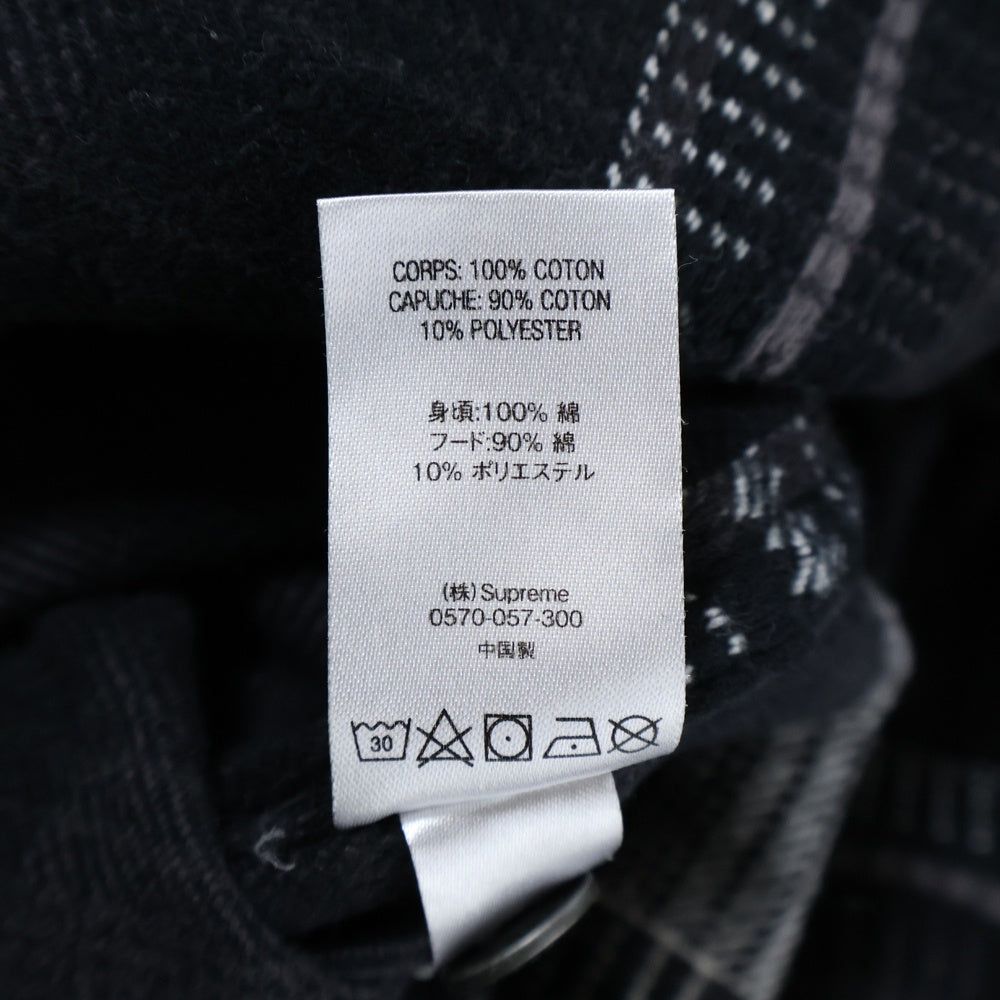 CORPS: 100% COTON
CAPUCHE: 90% COTON
10% POLYESTER
身頃:100% 綿
フード:90% 綿
10% ポリエステル
(株)Supreme
0570-057-300
中国製
30